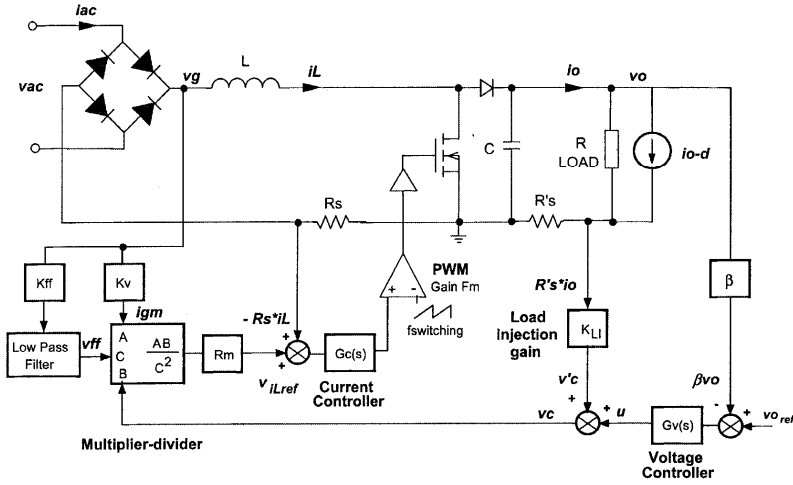 iac
vg
L
iL
io
vo
vac
C
R
LOAD
io-d
Rs
R's
Kff
Kv
PWM
Gain Fm
+ -
fswitching
R's*io
β
igm
- Rs*iL
Load
injection
gain
KLI
Low Pass
Filter
vff
A
C
B
AB
C2
Rm
+
+
Gc(s)
viLref
Current
Controller
v'c
+
βvo
-
vc
+ u
Gv(s)
+
vo ref
Multiplier-divider
Voltage
Controller